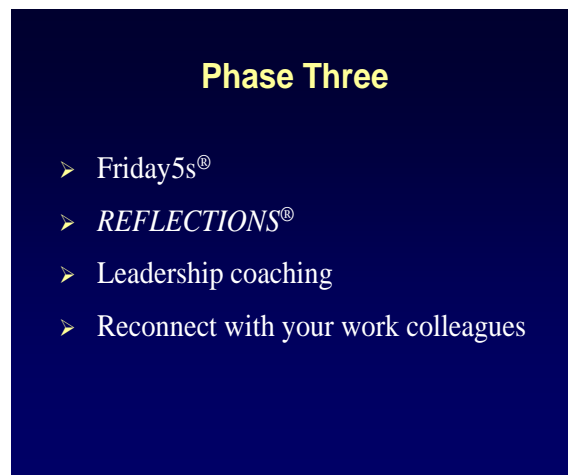 Phase Three
➢ Friday5s®
➢ REFLECTIONS®
➢ Leadership coaching
➢ Reconnect with your work colleagues